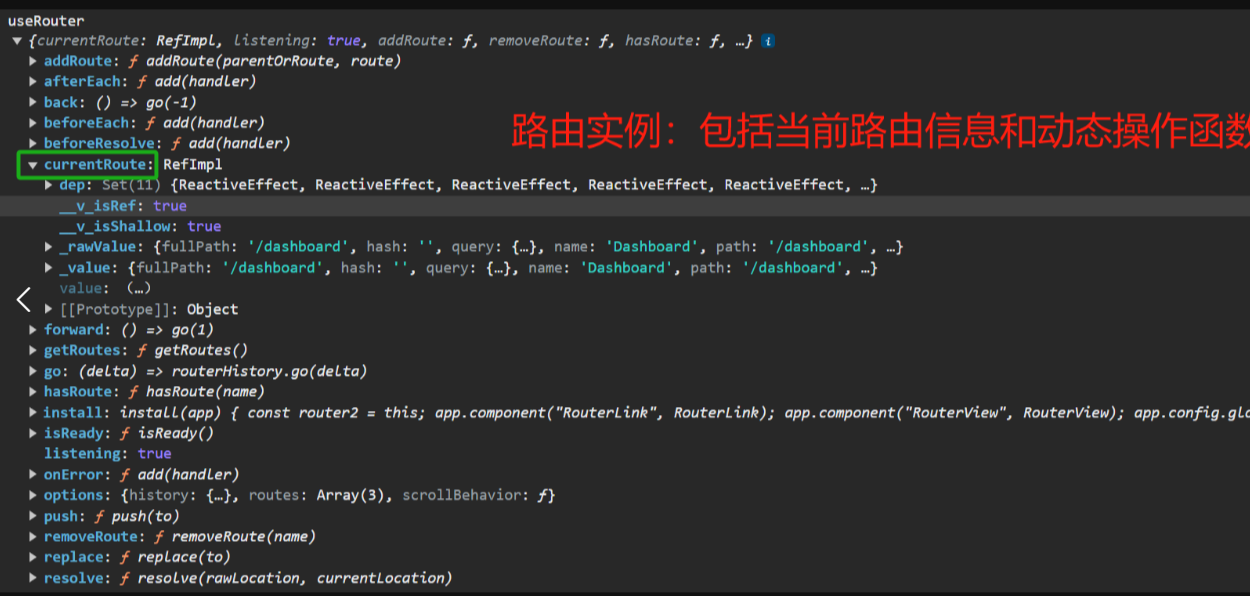 useRouter
▼ {currentRoute: RefImpl, listening: true, addRoute: ƒ, removeRoute: ƒ, hasRoute: ƒ, …} i
▶ addRoute: ƒ addRoute(parentOrRoute, route)
▶ afterEach: ƒ add(handler)
▶ back: () => go(-1)
▶ beforeEach: ƒ add(handler)
路由实例：包括当前路由信息和动态操作函数
▶ beforeResolve: ƒ add(handler)
▼ currentRoute: RefImpl
▶ dep: Set(11) {ReactiveEffect, ReactiveEffect, ReactiveEffect, ReactiveEffect, ReactiveEffect, …}
__v_isRef: true
__v_isShallow: true
▶ _rawValue: {fullPath: '/dashboard', hash: '', query: {…}, name: 'Dashboard', path: '/dashboard', …}
▶ _value: {fullPath: '/dashboard', hash: '', query: {…}, name: 'Dashboard', path: '/dashboard', …}
value: (…)
▶ [[Prototype]]: Object
▶ forward: () => go(1)
▶ getRoutes: ƒ getRoutes()
▶ go: (delta) => routerHistory.go(delta)
▶ hasRoute: ƒ hasRoute(name)
▶ install: install(app) { const router2 = this; app.component("RouterLink", RouterLink); app.component("RouterView", RouterView); app.config.glo
▶ isReady: ƒ isReady()
listening: true
▶ onError: ƒ add(handler)
▶ options: {history: {…}, routes: Array(3), scrollBehavior: ƒ}
▶ push: ƒ push(to)
▶ removeRoute: ƒ removeRoute(name)
▶ replace: ƒ replace(to)
▶ resolve: ƒ resolve(rawLocation, currentLocation)